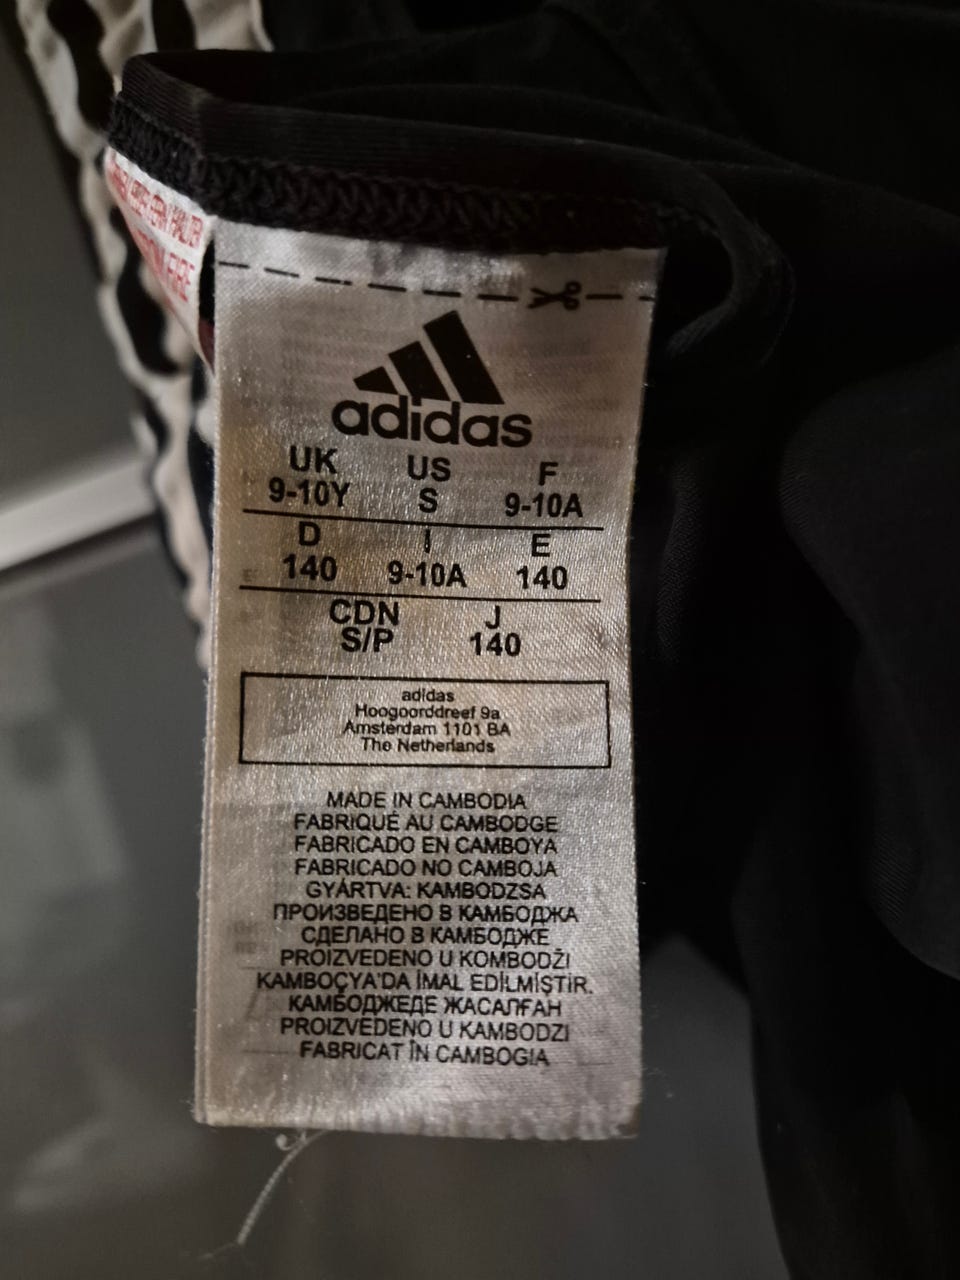 adidas
UK US F
9-10Y S 9-10A
D I E
140 9-10A 140
CDN J
S/P 140
adidas
Hoogoorddreef 9a
Amsterdam 1101 BA
The Netherlands
MADE IN CAMBODIA
FABRIQUÉ AU CAMBODGE
FABRICADO EN CAMBOYA
FABRICADO NO CAMBOJA
GYÁRTVA: KAMBODZSA
ПРОИЗВЕДЕНО В КАМБОДЖА
СДЕЛАНО В КАМБОДЖЕ
PROIZVEDENO U KOMBODŽI
KAMBOÇYA'DA İMAL EDİLMİŞTİR.
КАМБОДЖЕДЕ ЖАСАЛҒАН
PROIZVEDENO U KAMBODZI
FABRICAT ÎN CAMBOGIA
FIRE